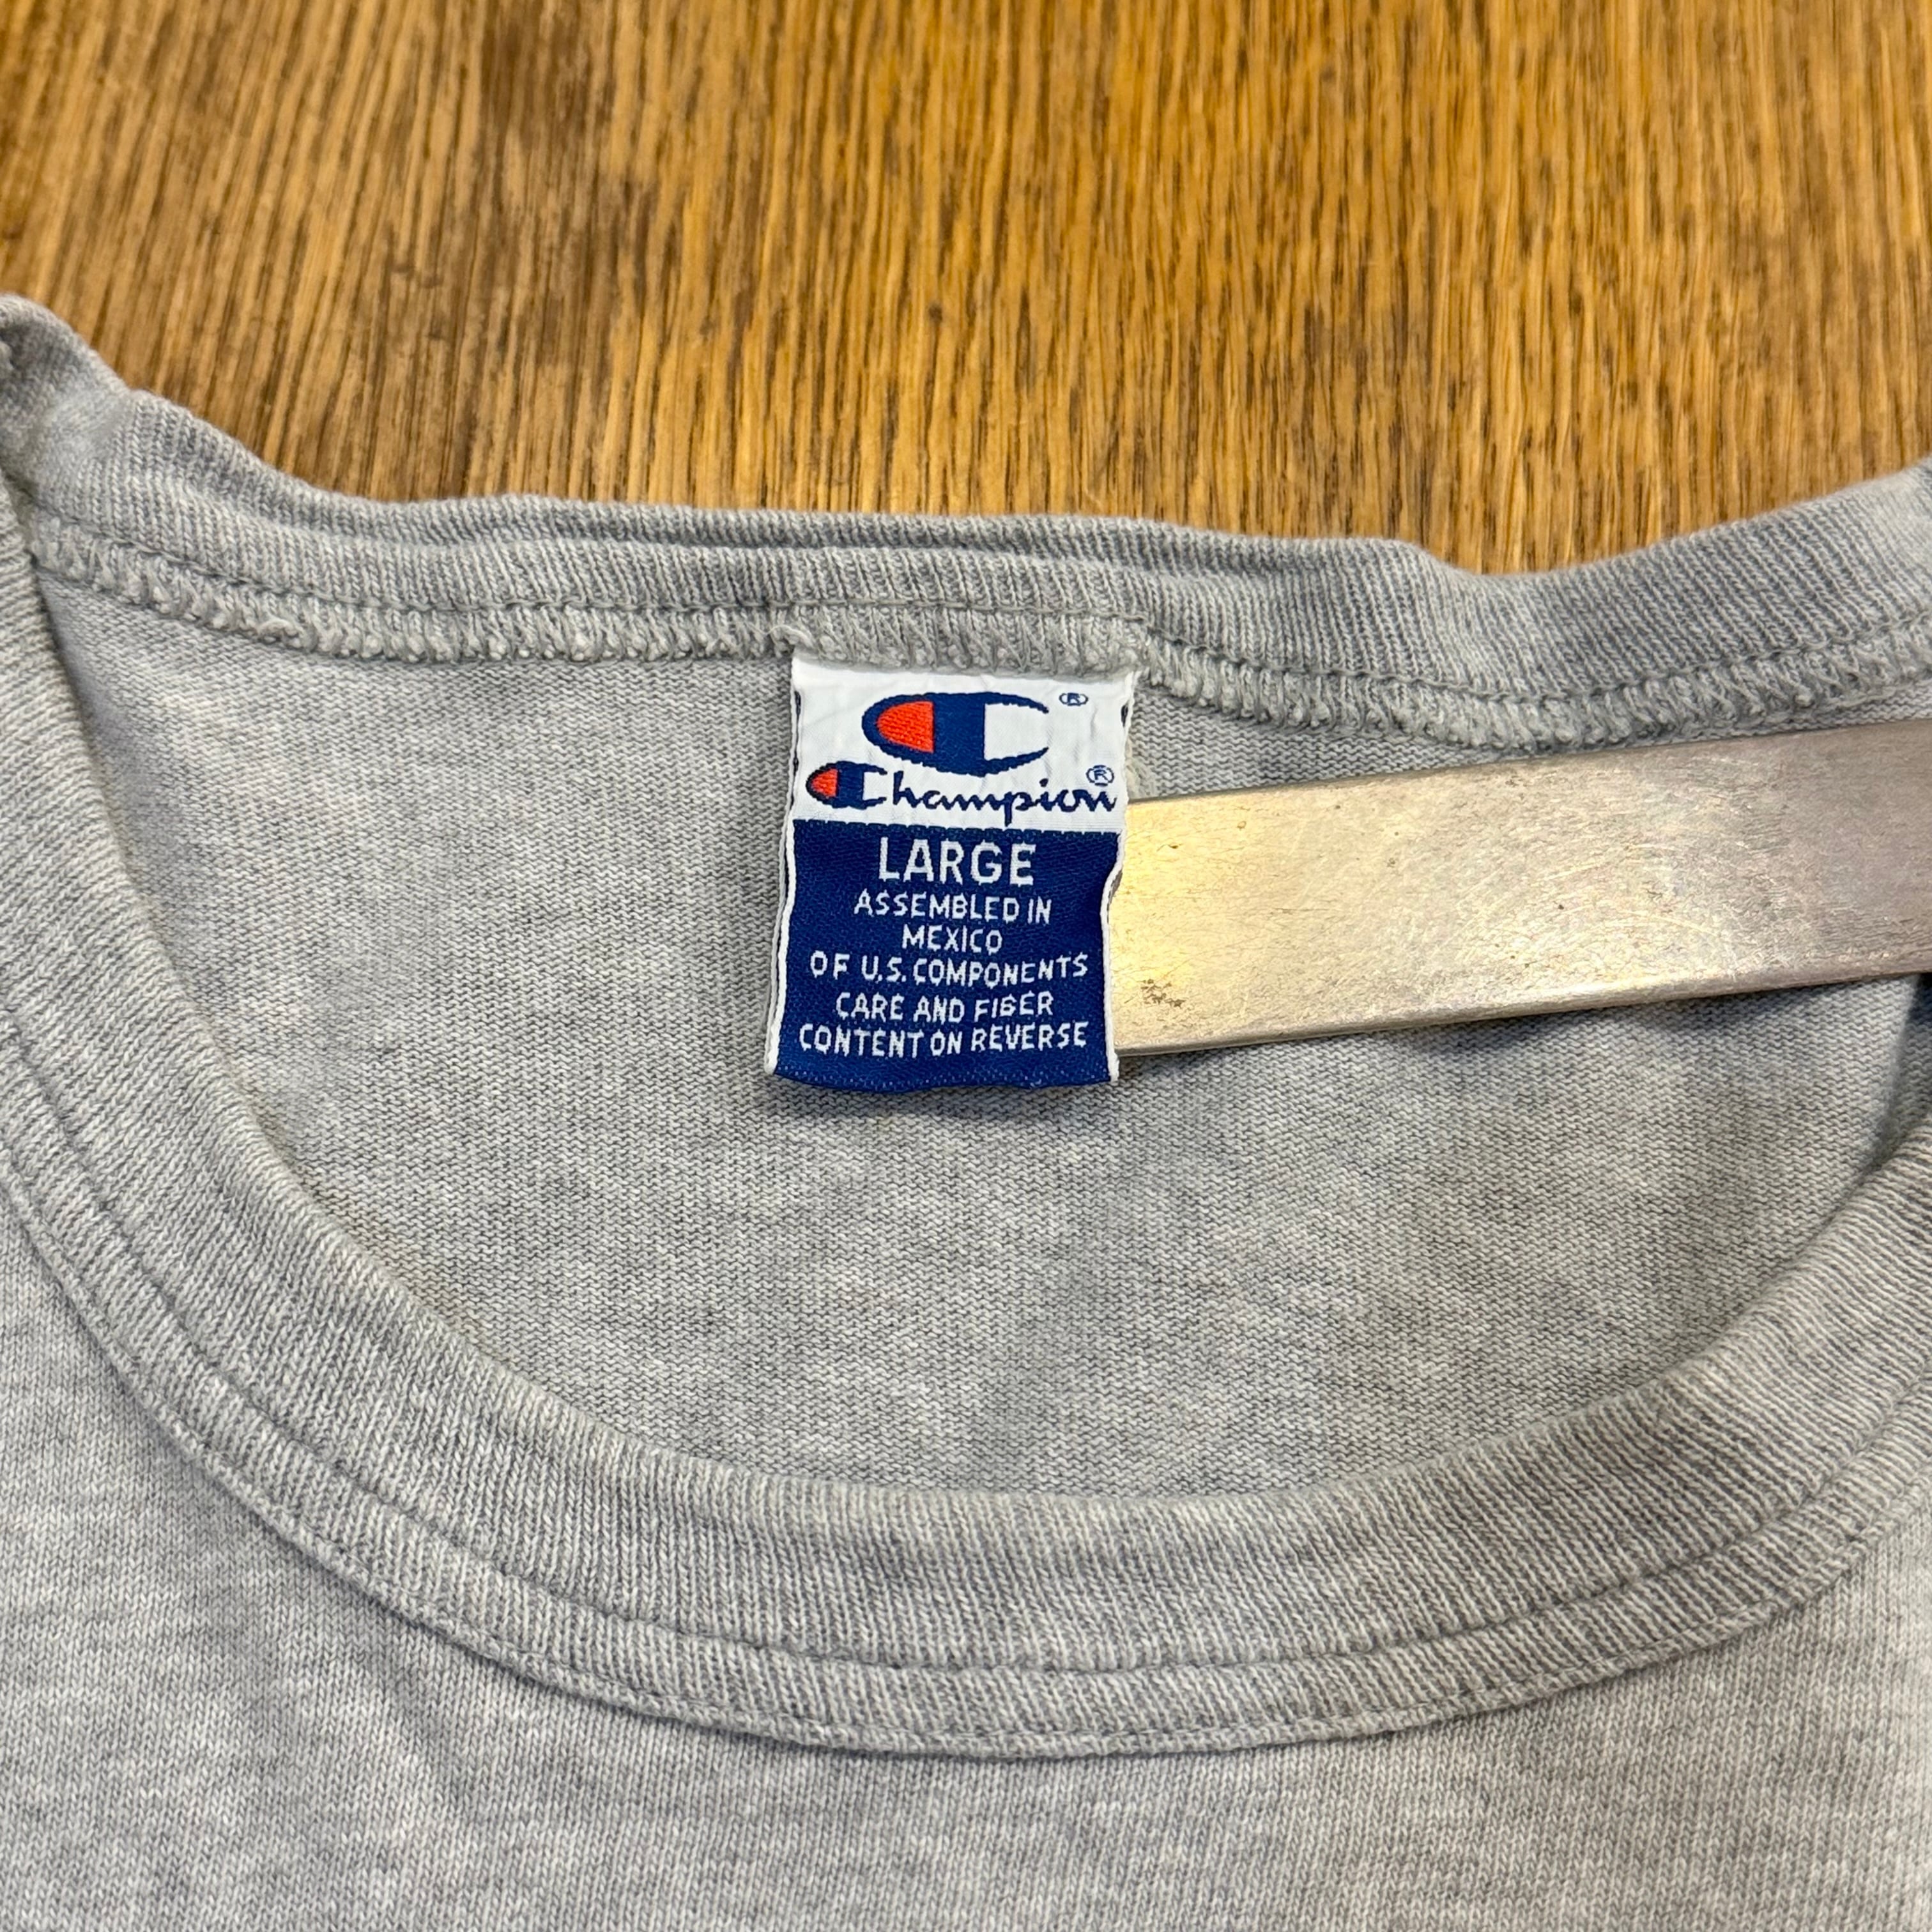 ®
Champion®
LARGE
ASSEMBLED IN
MEXICO
OF U.S. COMPONENTS
CARE AND FIBER
CONTENT ON REVERSE